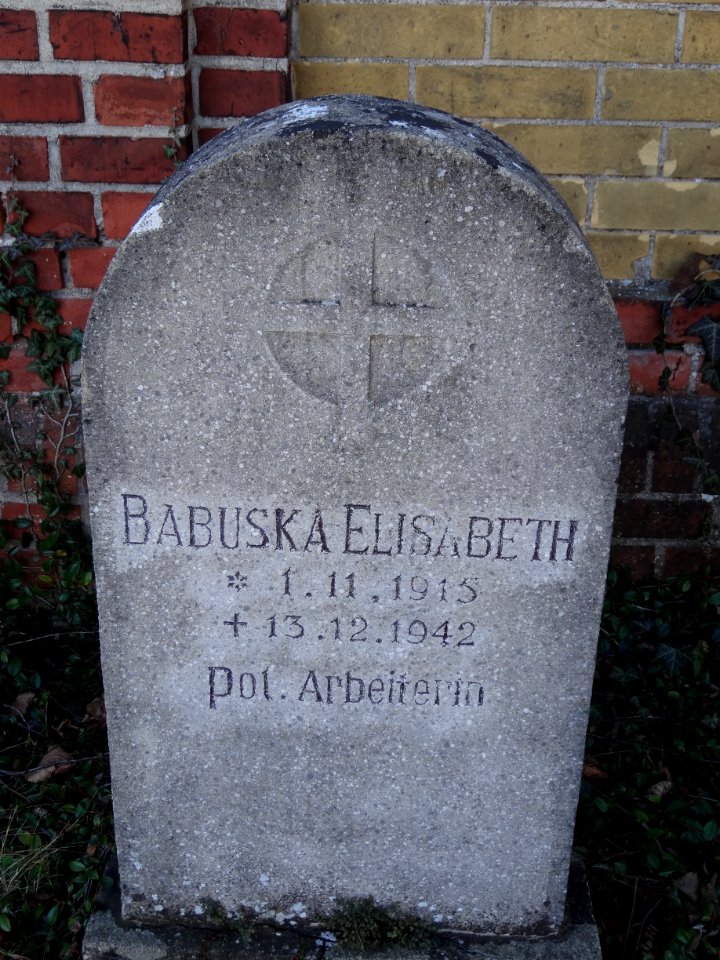 BABUSKA ELISABETH
* 1.11.1915
+ 13.12.1942
pol. Arbeiterin